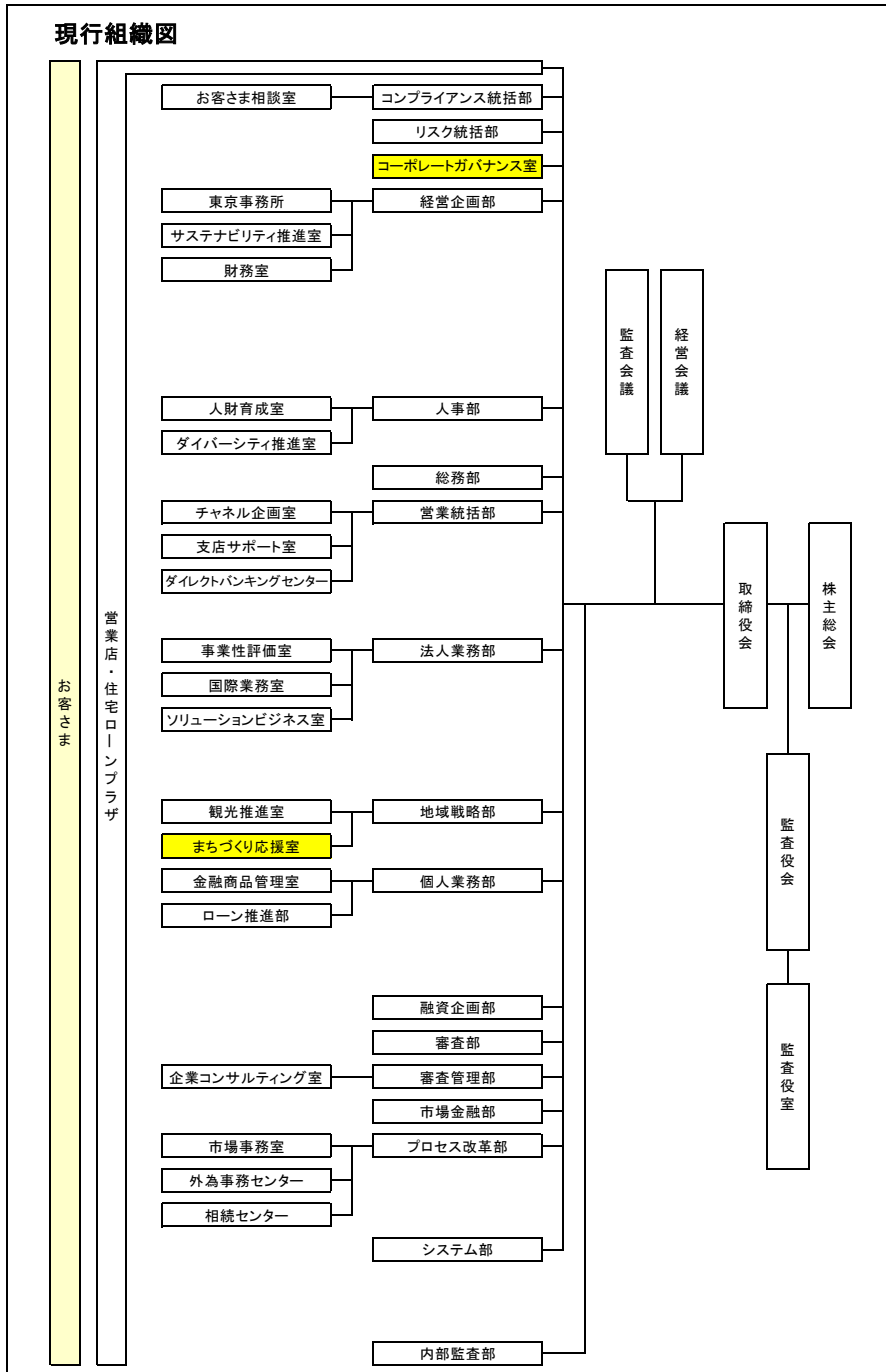 現行組織図
お客さま
営業店・住宅ローンプラザ
お客さま相談室
コンプライアンス統括部
リスク統括部
コーポレートガバナンス室
東京事務所
経営企画部
サステナビリティ推進室
財務室
人財育成室
人事部
ダイバーシティ推進室
総務部
チャネル企画室
営業統括部
支店サポート室
ダイレクトバンキングセンター
事業性評価室
法人業務部
国際業務室
ソリューションビジネス室
観光推進室
地域戦略部
まちづくり応援室
金融商品管理室
個人業務部
ローン推進部
融資企画部
審査部
企業コンサルティング室
審査管理部
市場金融部
市場事務室
プロセス改革部
外為事務センター
相続センター
システム部
内部監査部
監査会議
経営会議
取締役会
株主総会
監査役会
監査役室